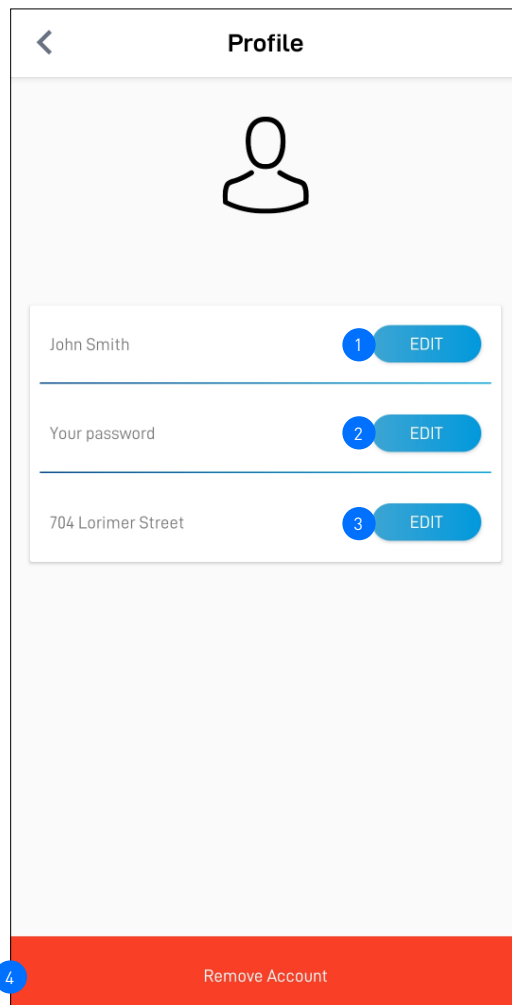 Profile
John Smith
1 EDIT
Your password
2 EDIT
704 Lorimer Street
3 EDIT
4
Remove Account